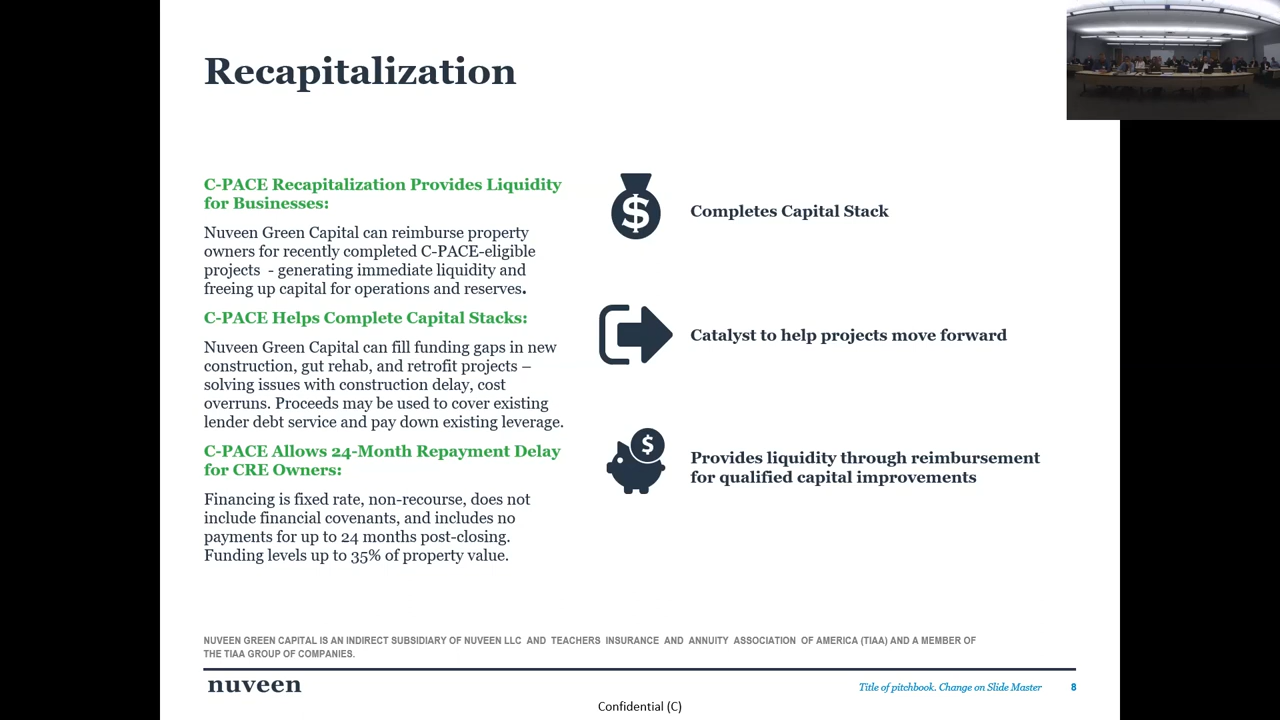 Recapitalization
C-PACE Recapitalization Provides Liquidity
for Businesses:
Nuveen Green Capital can reimburse property
owners for recently completed C-PACE-eligible
projects  - generating immediate liquidity and
freeing up capital for operations and reserves.
C-PACE Helps Complete Capital Stacks:
Nuveen Green Capital can fill funding gaps in new
construction, gut rehab, and retrofit projects –
solving issues with construction delay, cost
overruns. Proceeds may be used to cover existing
lender debt service and pay down existing leverage.
C-PACE Allows 24-Month Repayment Delay
for CRE Owners:
Financing is fixed rate, non-recourse, does not
include financial covenants, and includes no
payments for up to 24 months post-closing.
Funding levels up to 35% of property value.
$
Completes Capital Stack
Catalyst to help projects move forward
$
Provides liquidity through reimbursement
for qualified capital improvements
NUVEEN GREEN CAPITAL IS AN INDIRECT SUBSIDIARY OF NUVEEN LLC AND TEACHERS INSURANCE AND ANNUITY ASSOCIATION OF AMERICA (TIAA) AND A MEMBER OF
THE TIAA GROUP OF COMPANIES.
nuveen
Title of pitchbook. Change on Slide Master 8
Confidential (C)